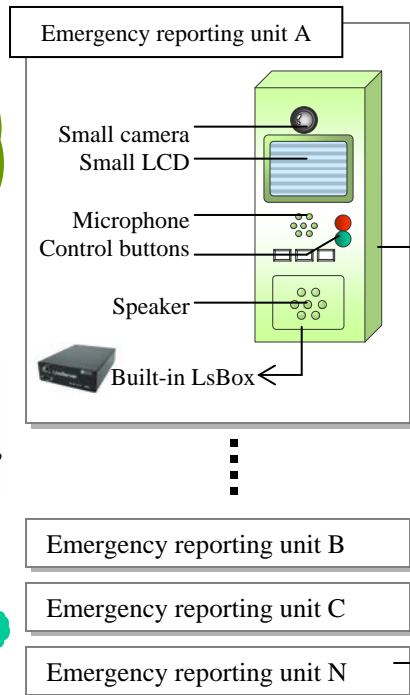 Emergency reporting unit A
Small camera
Small LCD
Microphone
Control buttons
Speaker
Built-in LsBox
Emergency reporting unit B
Emergency reporting unit C
Emergency reporting unit N